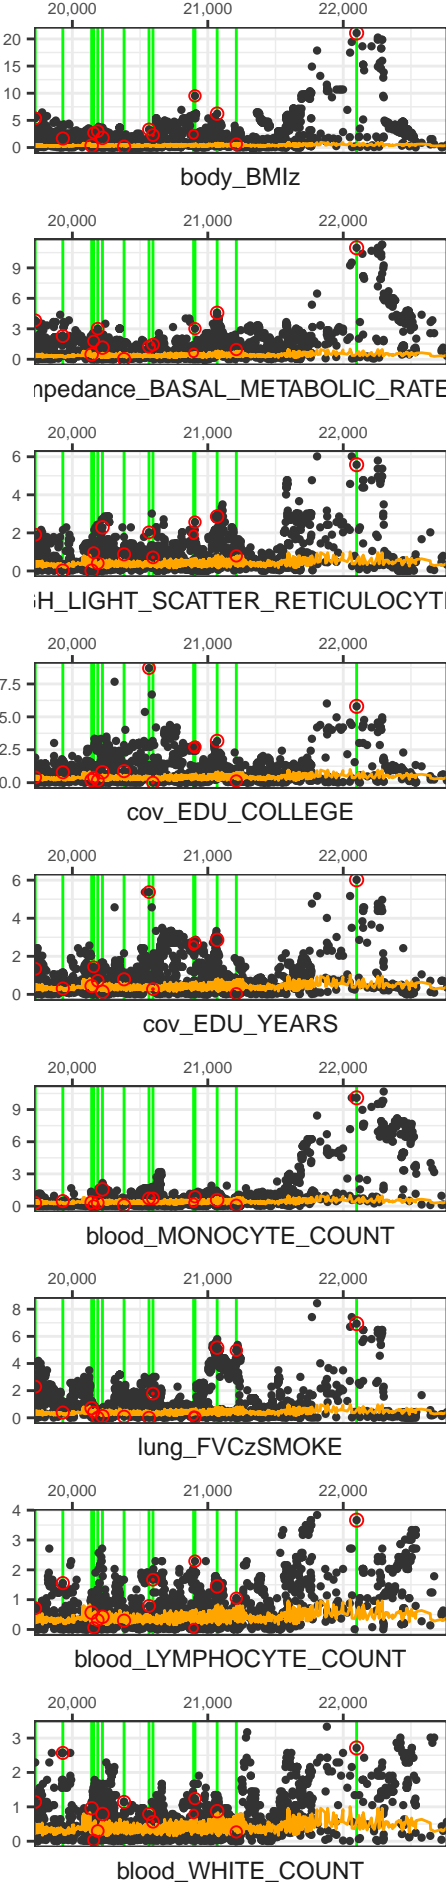 20,000 21,000 22,000
20
15
10
5
0
body_BMIz
20,000 21,000 22,000
9
6
3
0
mpedance_BASAL_METABOLIC_RATE
20,000 21,000 22,000
6
4
2
0
GH_LIGHT_SCATTER_RETICULOCYT
20,000 21,000 22,000
7.5
5.0
2.5
0.0
cov_EDU_COLLEGE
20,000 21,000 22,000
6
4
2
0
cov_EDU_YEARS
20,000 21,000 22,000
9
6
3
0
blood_MONOCYTE_COUNT
20,000 21,000 22,000
8
6
4
2
0
lung_FVCzSMOKE
20,000 21,000 22,000
4
3
2
1
0
blood_LYMPHOCYTE_COUNT
20,000 21,000 22,000
3
2
1
0
blood_WHITE_COUNT